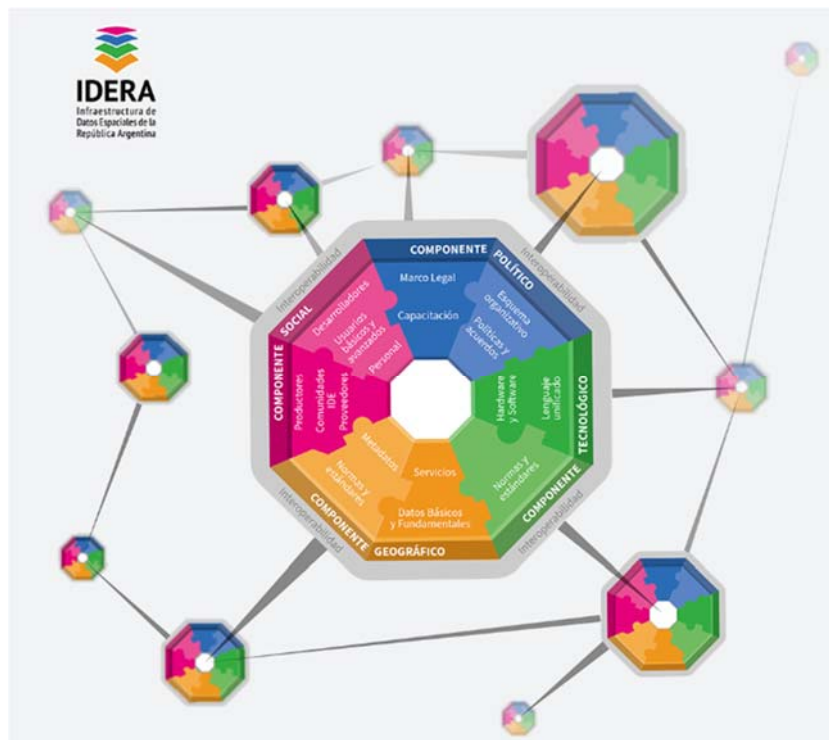 IDERA
Infraestructura de
Datos Espaciales de la
República Argentina
COMPONENTE
POLÍTICO
Interoperabilidad
Marco Legal
Capacitación
Esquema
organizativo
Políticas y
acuerdos
Interoperabilidad
COMPONENTE
SOCIAL
Desarrolladores
Usuarios
básicos y
avanzados
Personal
Productores
Comunidades
IDE
Proveedores
Hardware
y Software
Lenguaje
unificado
Normas y
estándares
COMPONENTE
TECNOLÓGICO
Interoperabilidad
Metadatos
Normas y
estándares
Servicios
Datos Básicos
y Fundamentales
COMPONENTE
GEOGRÁFICO
Interoperabilidad